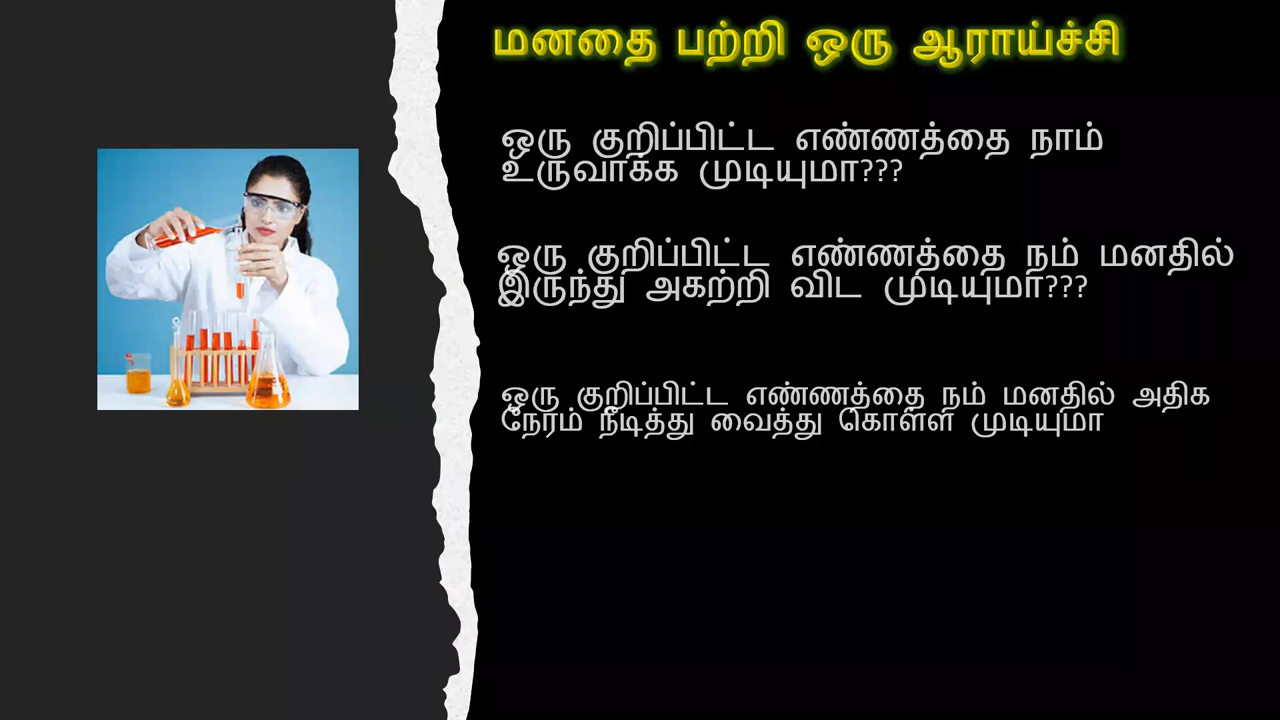 மனதை பற்றி ஒரு ஆராய்ச்சி
ஒரு குறிப்பிட்ட எண்ணத்தை நாம்
உருவாக்க முடியுமா???
ஒரு குறிப்பிட்ட எண்ணத்தை நம் மனதில்
இருந்து அகற்றி விட முடியுமா???
ஒரு குறிப்பிட்ட எண்ணத்தை நம் மனதில் அதிக
நேரம் நீடித்து வைத்து கொள்ள முடியுமா